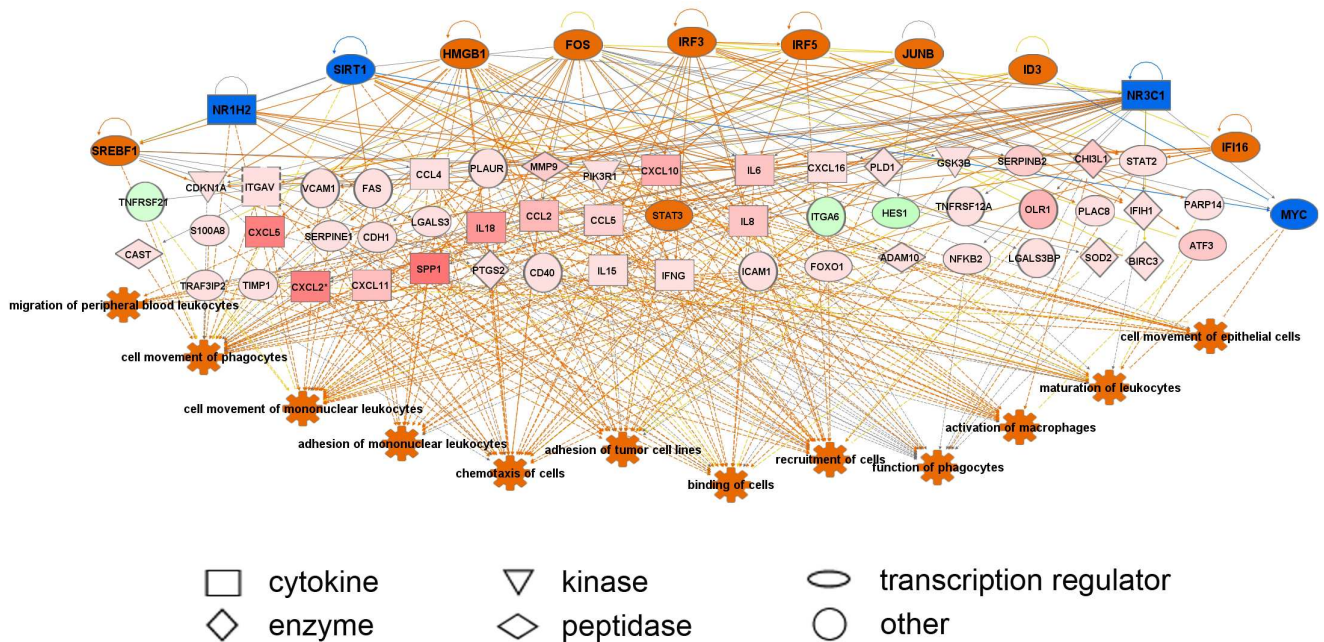 HMGB1
FOS
IRF3
IRF5
JUNB
SIRT1
ID3
NR1H2
NR3C1
SREBF1
IFI16
CCL4
PLAUR
MMP9
PIK3R1
CXCL10
IL6
CXCL16
PLD1
GSK3B
SERPINB2
CHI3L1
STAT2
TNFRSF21
CDKN1A
ITGAV
VCAM1
FAS
S100A8
CXCL5
SERPINE1
CDH1
LGALS3
IL18
CCL2
CCL5
STAT3
IL8
ITGA6
HES1
TNFRSF12A
OLR1
PLAC8
IFIH1
PARP14
MYC
CAST
TRAF3IP2
TIMP1
CXCL2*
CXCL11
SPP1
PTGS2
CD40
IL15
IFNG
ICAM1
FOXO1
ADAM10
NFKB2
LGALS3BP
SOD2
BIRC3
ATF3
migration of peripheral blood leukocytes
cell movement of phagocytes
cell movement of epithelial cells
cell movement of mononuclear leukocytes
maturation of leukocytes
adhesion of mononuclear leukocytes
activation of macrophages
chemotaxis of cells
adhesion of tumor cell lines
binding of cells
recruitment of cells
function of phagocytes
cytokine
kinase
transcription regulator
enzyme
peptidase
other